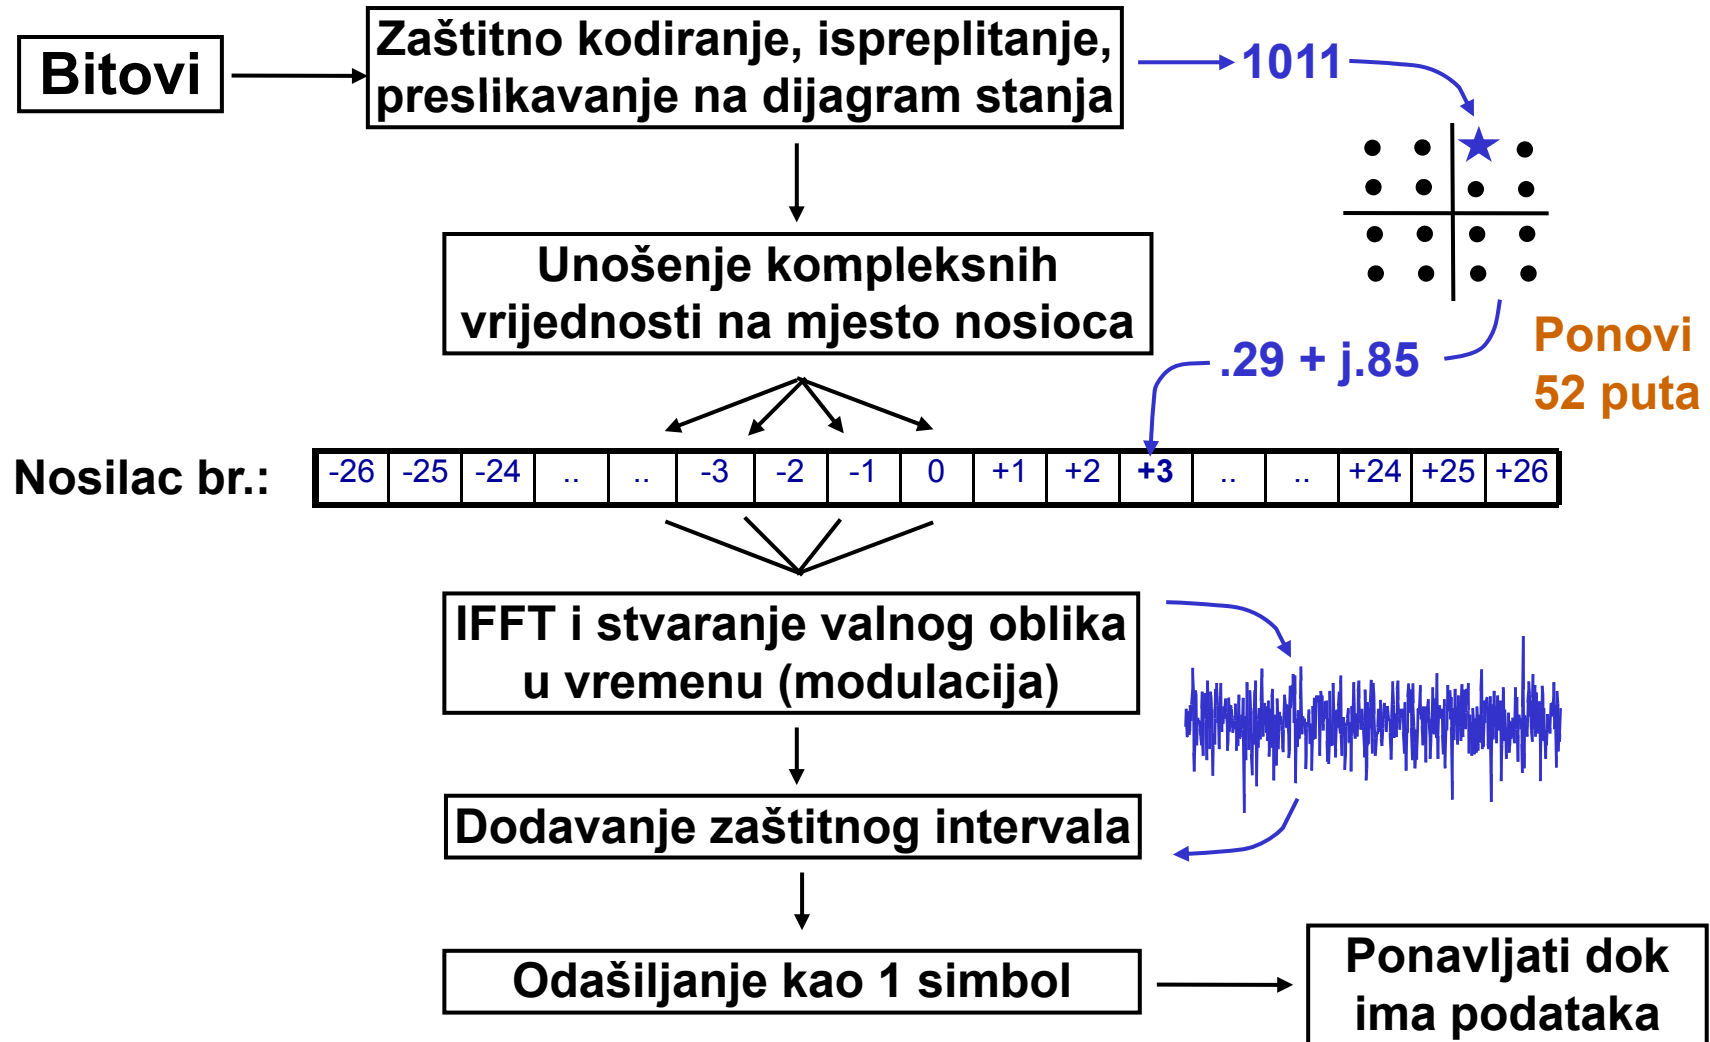 Bitovi
Zaštitno kodiranje, ispreplitanje,
preslikavanje na dijagram stanja
1011
Unošenje kompleksnih
vrijednosti na mjesto nosioca
.29 + j.85
Ponovi
52 puta
Nosilac br.:
-26 -25 -24 .. .. -3 -2 -1 0 +1 +2 +3 .. .. +24 +25 +26
IFFT i stvaranje valnog oblika
u vremenu (modulacija)
Dodavanje zaštitnog intervala
Odašiljanje kao 1 simbol
Ponavljati dok
ima podataka